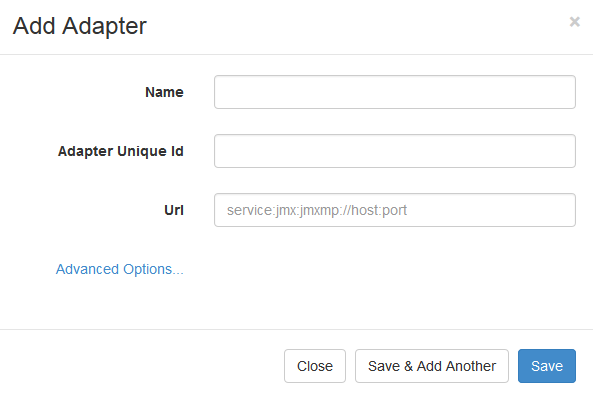 Add Adapter ×
Name
Adapter Unique Id
Url service:jmx:jmxmp://host:port
Advanced Options...
Close Save & Add Another Save